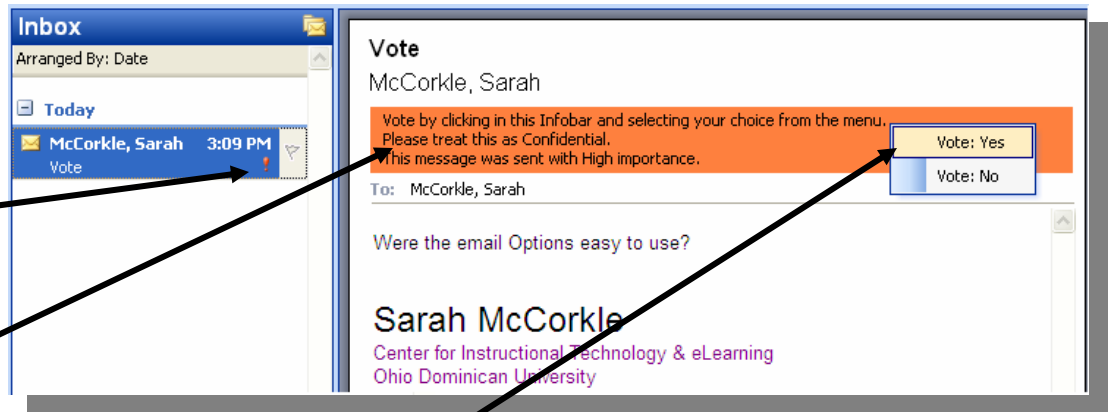 Inbox
Arranged By: Date
Today
McCorkle, Sarah 3:09 PM
Vote
Vote
McCorkle, Sarah
Vote by clicking in this Infobar and selecting your choice from the menu.
Please treat this as Confidential.
This message was sent with High importance.
Vote: Yes
Vote: No
To: McCorkle, Sarah
Were the email Options easy to use?
Sarah McCorkle
Center for Instructional Technology & eLearning
Ohio Dominican University